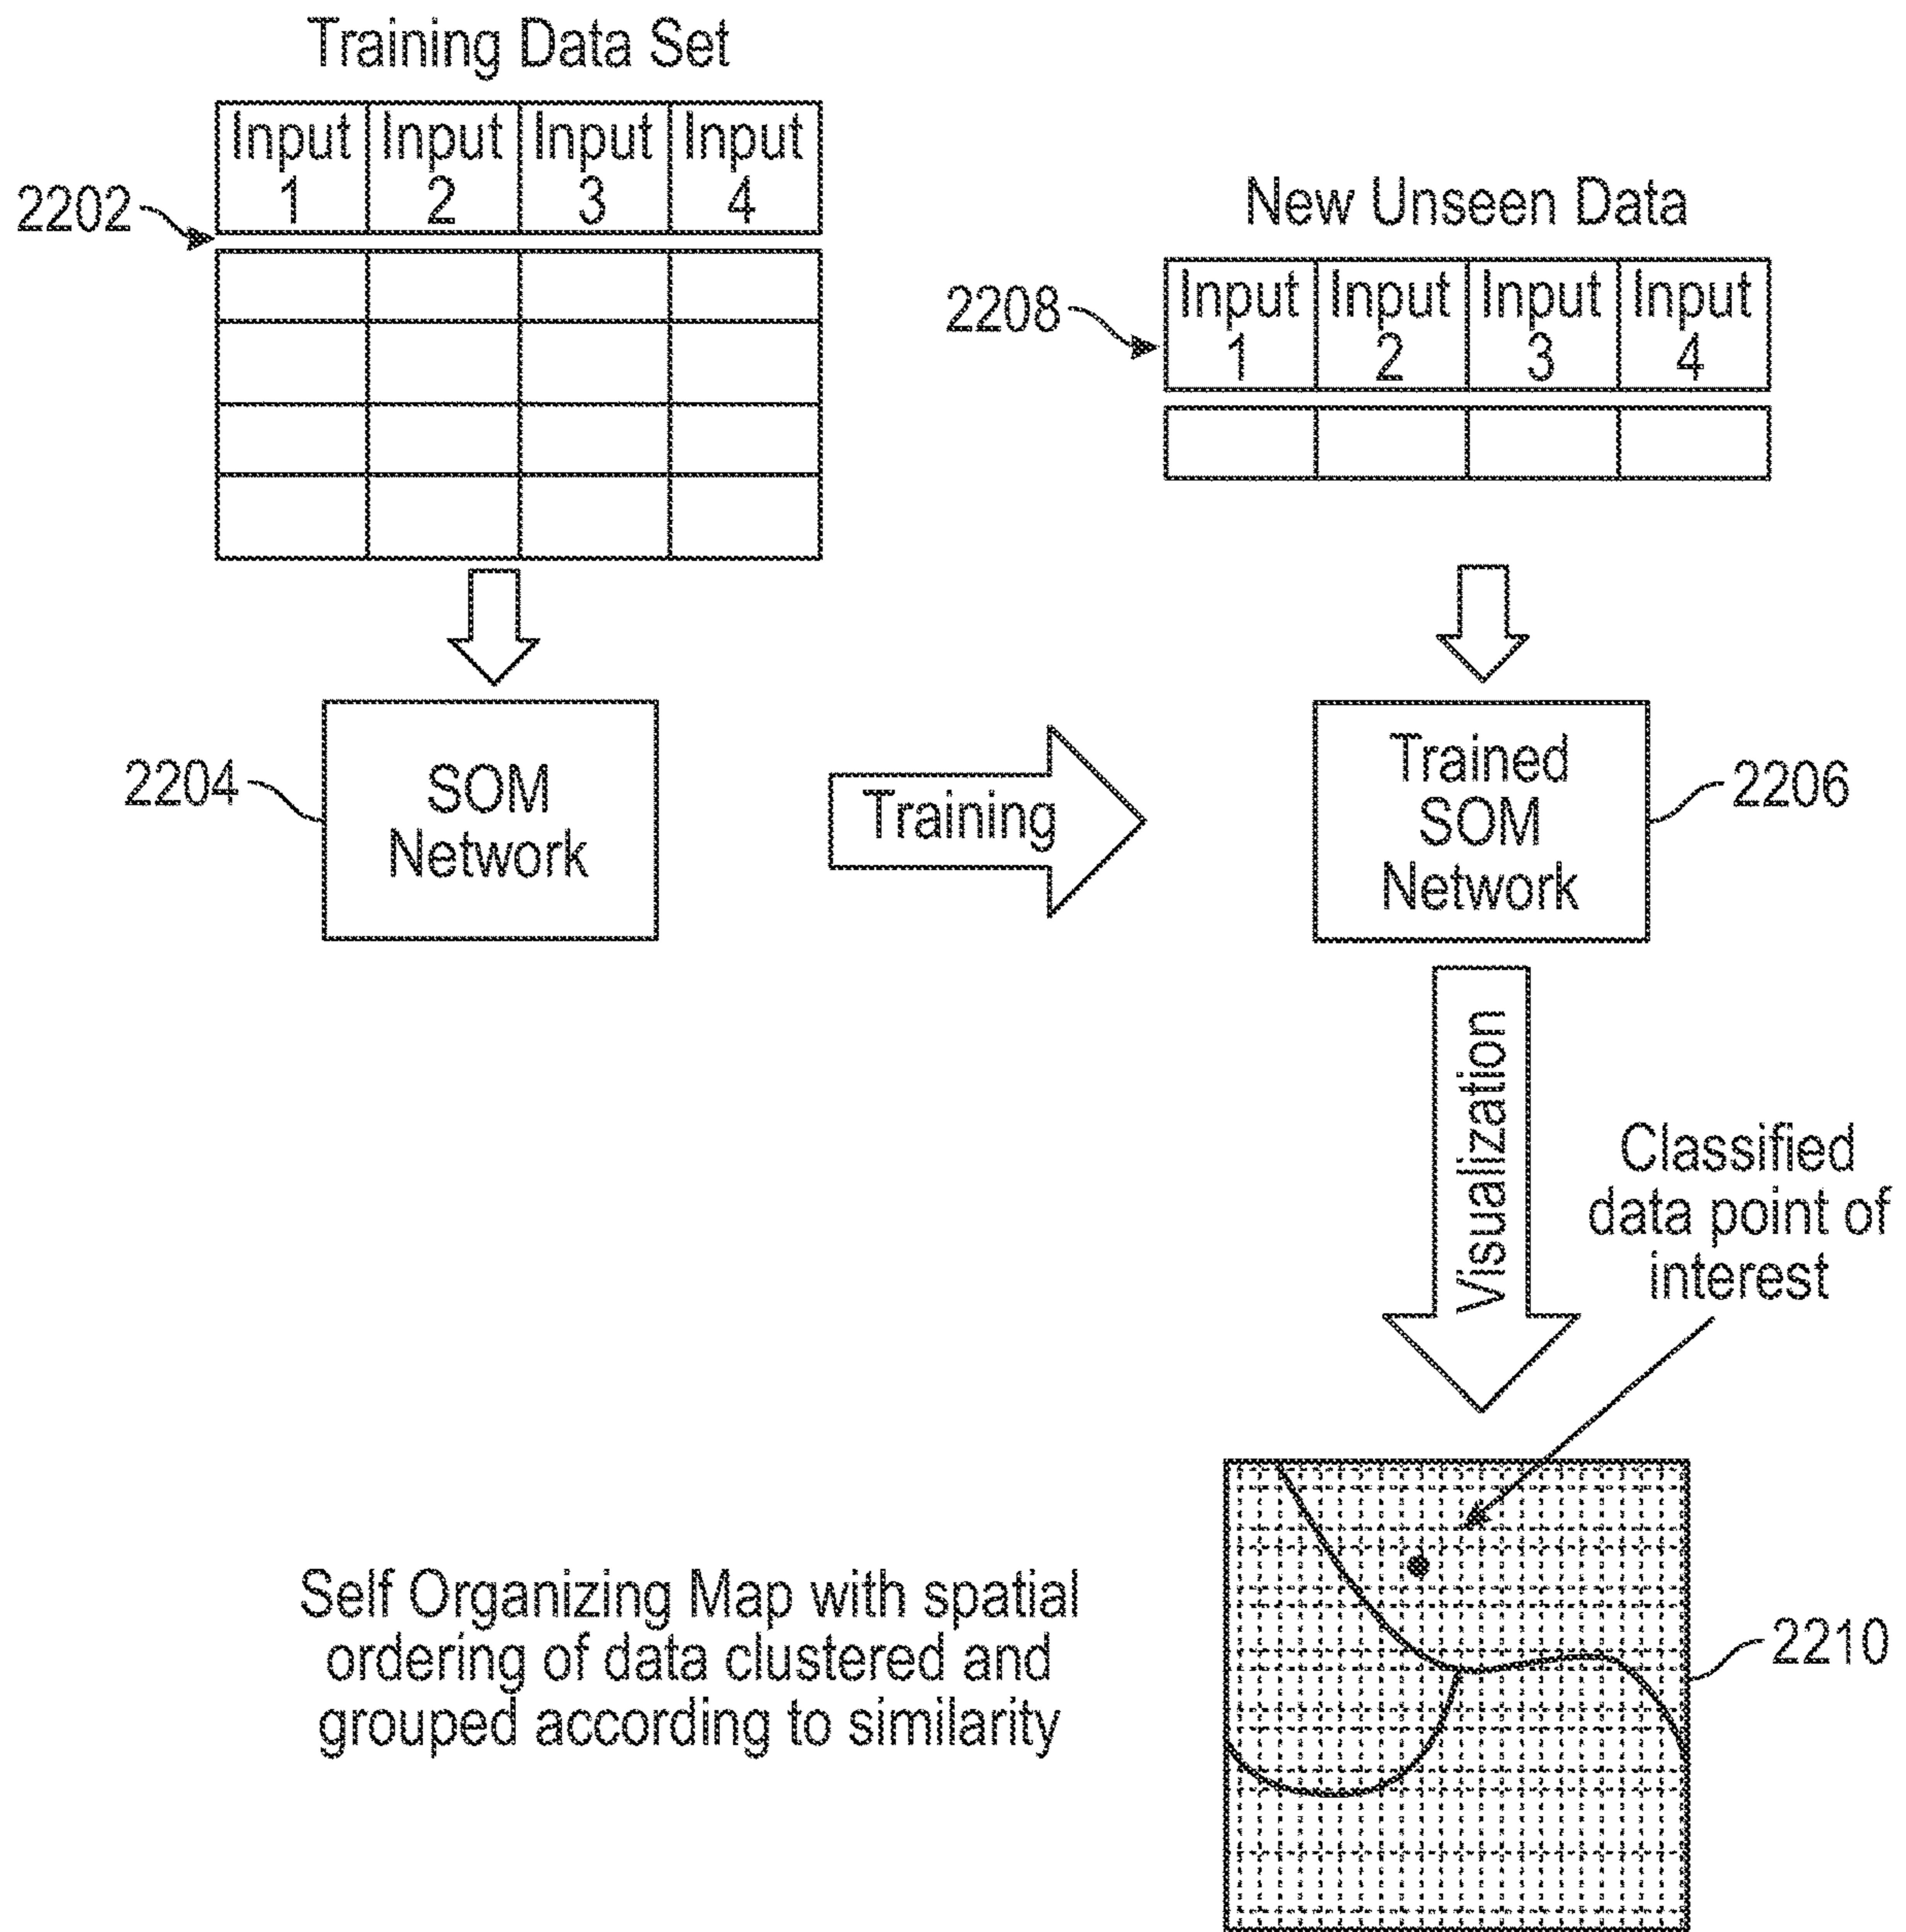 Training Data Set
Input Input Input Input
1 2 3 4
2202
New Unseen Data
Input Input Input Input
1 2 3 4
2208
SOM
Network
2204
Training
Trained
SOM
Network
2206
Visualization
Classified
data point of
interest
Self Organizing Map with spatial
ordering of data clustered and
grouped according to similarity
2210